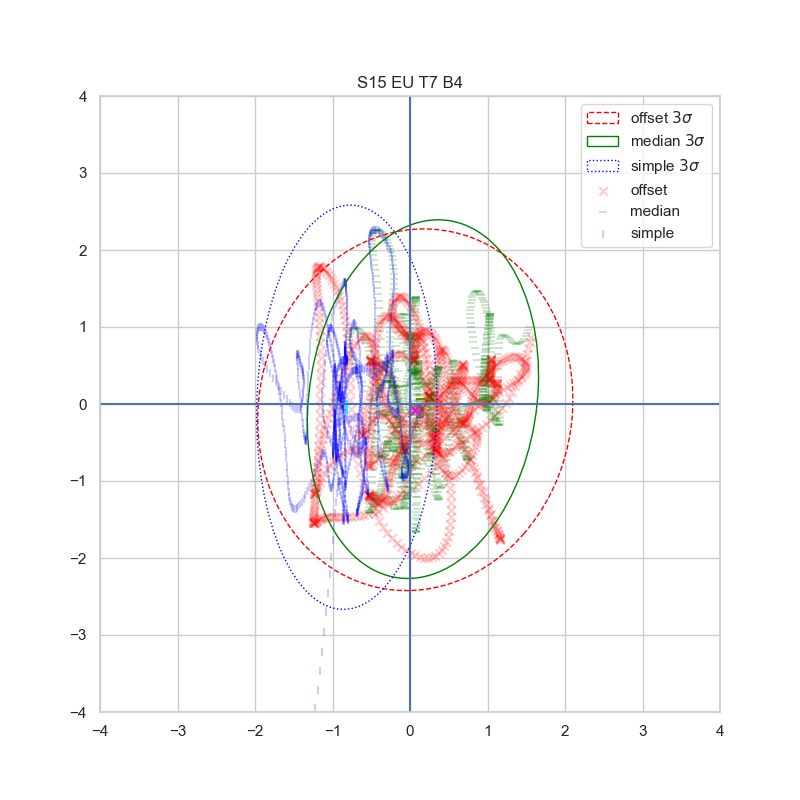 S15 EU T7 B4
offset 3σ
median 3σ
simple 3σ
offset
median
simple
4
3
2
1
0
−1
−2
−3
−4
−4 −3 −2 −1 0 1 2 3 4